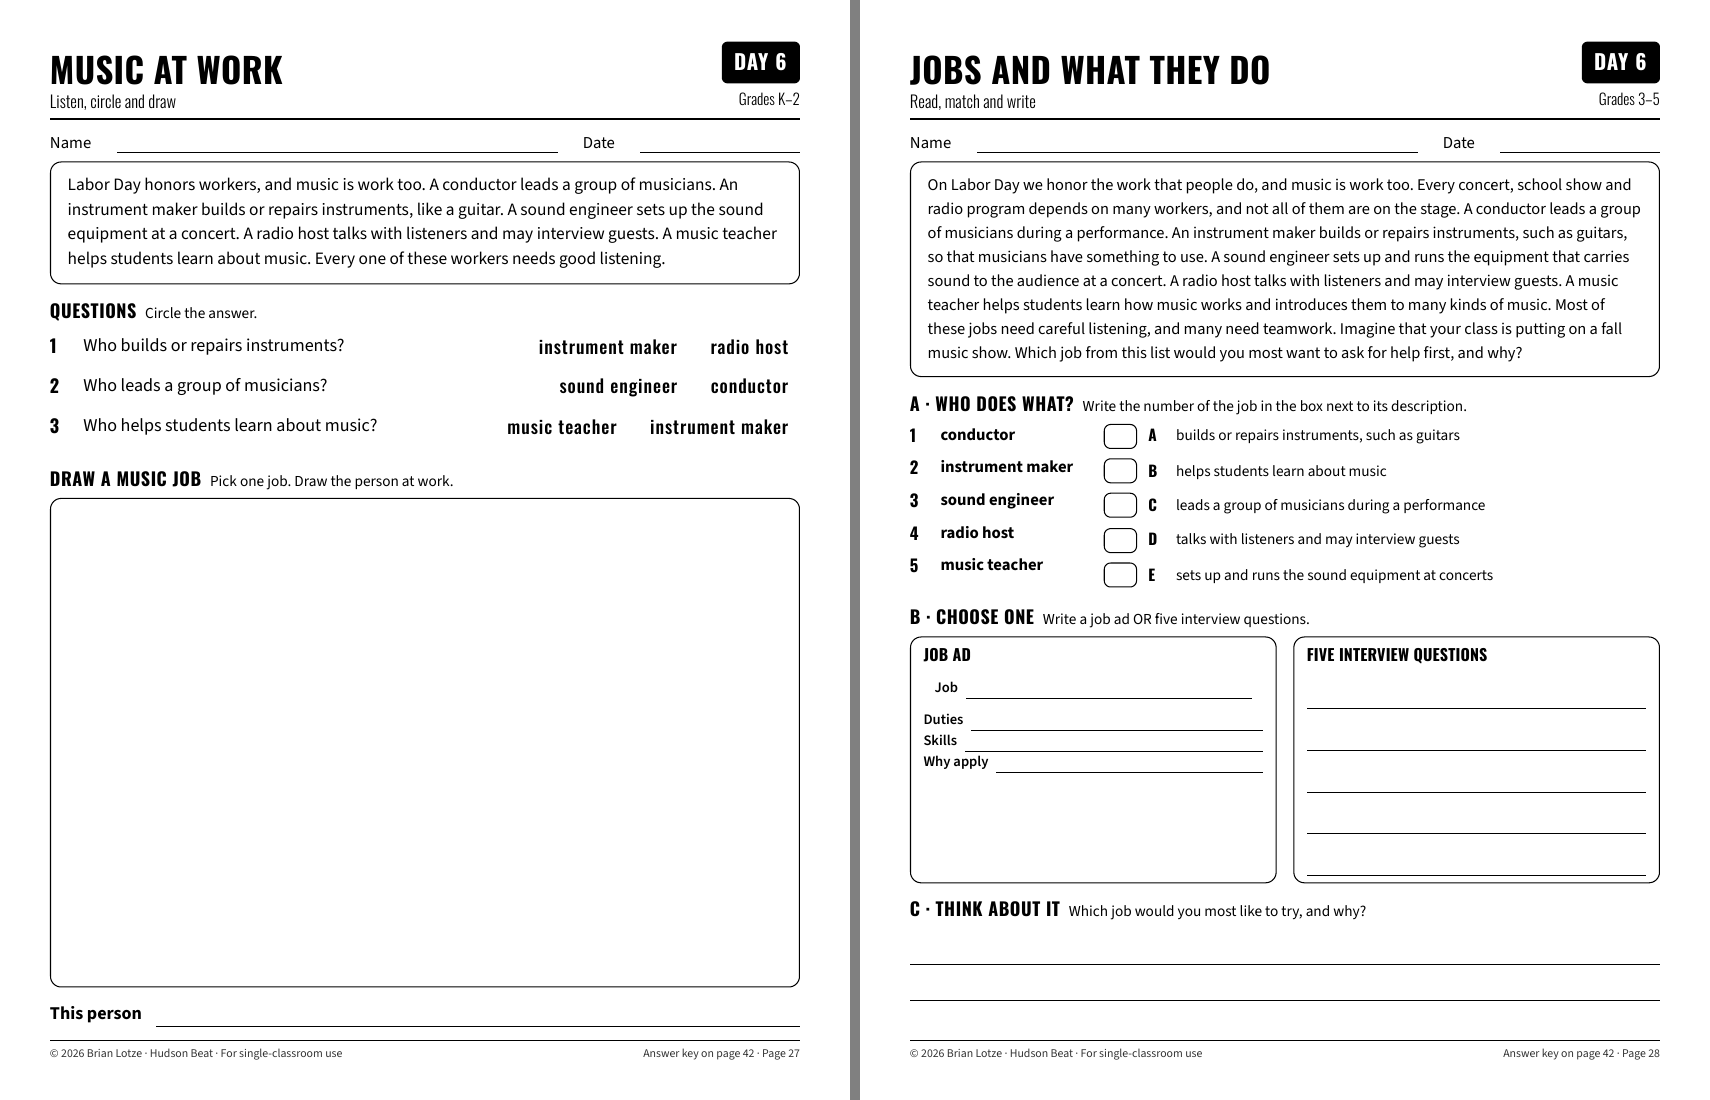 MUSIC AT WORK
DAY 6
Listen, circle and draw
Grades K–2
Name
Date
Labor Day honors workers, and music is work too. A conductor leads a group of musicians. An
instrument maker builds or repairs instruments, like a guitar. A sound engineer sets up the sound
equipment at a concert. A radio host talks with listeners and may interview guests. A music teacher
helps students learn about music. Every one of these workers needs good listening.
QUESTIONS Circle the answer.
1 Who builds or repairs instruments? instrument maker radio host
2 Who leads a group of musicians? sound engineer conductor
3 Who helps students learn about music? music teacher instrument maker
DRAW A MUSIC JOB Pick one job. Draw the person at work.
This person
© 2026 Brian Lotze · Hudson Beat · For single-classroom use
Answer key on page 42 · Page 27
JOBS AND WHAT THEY DO
DAY 6
Read, match and write
Grades 3–5
Name
Date
On Labor Day we honor the work that people do, and music is work too. Every concert, school show and
radio program depends on many workers, and not all of them are on the stage. A conductor leads a group
of musicians during a performance. An instrument maker builds or repairs instruments, such as guitars,
so that musicians have something to use. A sound engineer sets up and runs the equipment that carries
sound to the audience at a concert. A radio host talks with listeners and may interview guests. A music
teacher helps students learn how music works and introduces them to many kinds of music. Most of
these jobs need careful listening, and many need teamwork. Imagine that your class is putting on a fall
music show. Which job from this list would you most want to ask for help first, and why?
A · WHO DOES WHAT? Write the number of the job in the box next to its description.
1 conductor
2 instrument maker
3 sound engineer
4 radio host
5 music teacher
A builds or repairs instruments, such as guitars
B helps students learn about music
C leads a group of musicians during a performance
D talks with listeners and may interview guests
E sets up and runs the sound equipment at concerts
B · CHOOSE ONE Write a job ad OR five interview questions.
JOB AD
Job
Duties
Skills
Why apply
FIVE INTERVIEW QUESTIONS
C · THINK ABOUT IT Which job would you most like to try, and why?
© 2026 Brian Lotze · Hudson Beat · For single-classroom use
Answer key on page 42 · Page 28